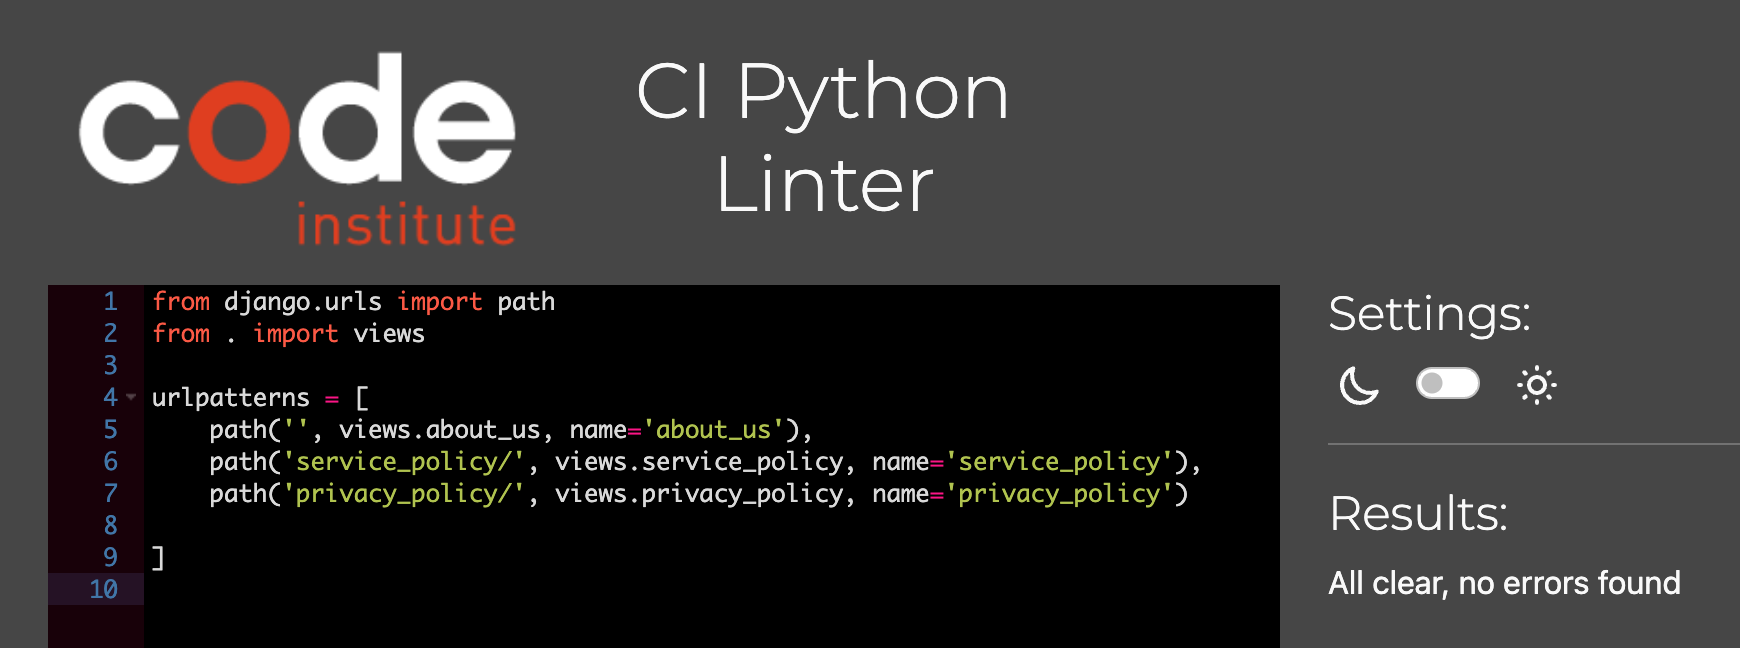 code
institute
CI Python
Linter
1 from django.urls import path
2 from . import views
3
4 urlpatterns = [
5     path('', views.about_us, name='about_us'),
6     path('service_policy/', views.service_policy, name='service_policy'),
7     path('privacy_policy/', views.privacy_policy, name='privacy_policy')
8
9 ]
10
Settings:
Results:
All clear, no errors found